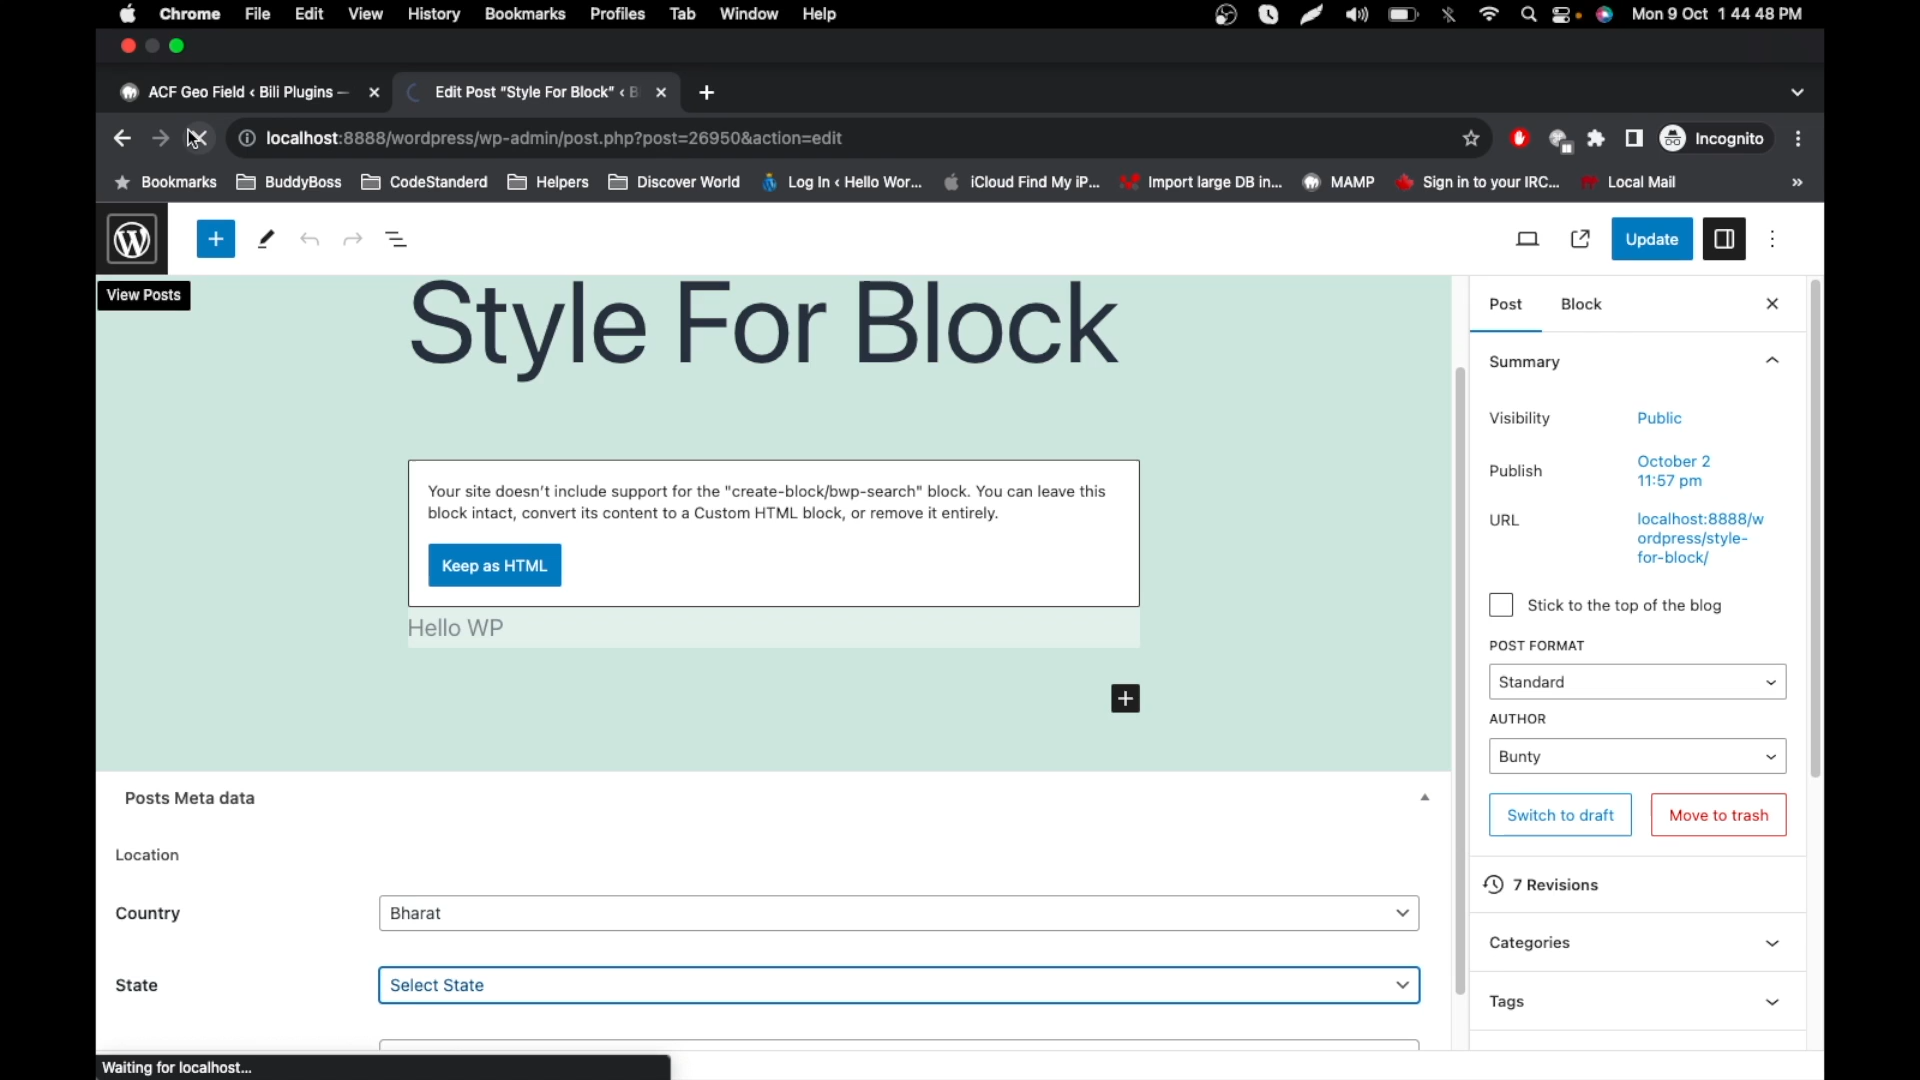 Chrome File Edit View History Bookmarks Profiles Tab Window Help Mon 9 Oct 1 44 48 PM
ACF Geo Field ‹ Bili Plugins — Edit Post "Style For Block" ‹ B
localhost:8888/wordpress/wp-admin/post.php?post=26950&action=edit Incognito
Bookmarks BuddyBoss CodeStanderd Helpers Discover World Log In ‹ Hello Wor... iCloud Find My iP... Import large DB in... MAMP Sign in to your IRC... Local Mail »
Update
View Posts
Style For Block
Your site doesn't include support for the "create-block/bwp-search" block. You can leave this
block intact, convert its content to a Custom HTML block, or remove it entirely.
Keep as HTML
Hello WP
Posts Meta data
Location
Country Bharat
State Select State
Waiting for localhost...
Post Block
Summary
Visibility Public
Publish October 2
11:57 pm
URL localhost:8888/w
ordpress/style-
for-block/
Stick to the top of the blog
POST FORMAT
Standard
AUTHOR
Bunty
Switch to draft Move to trash
7 Revisions
Categories
Tags